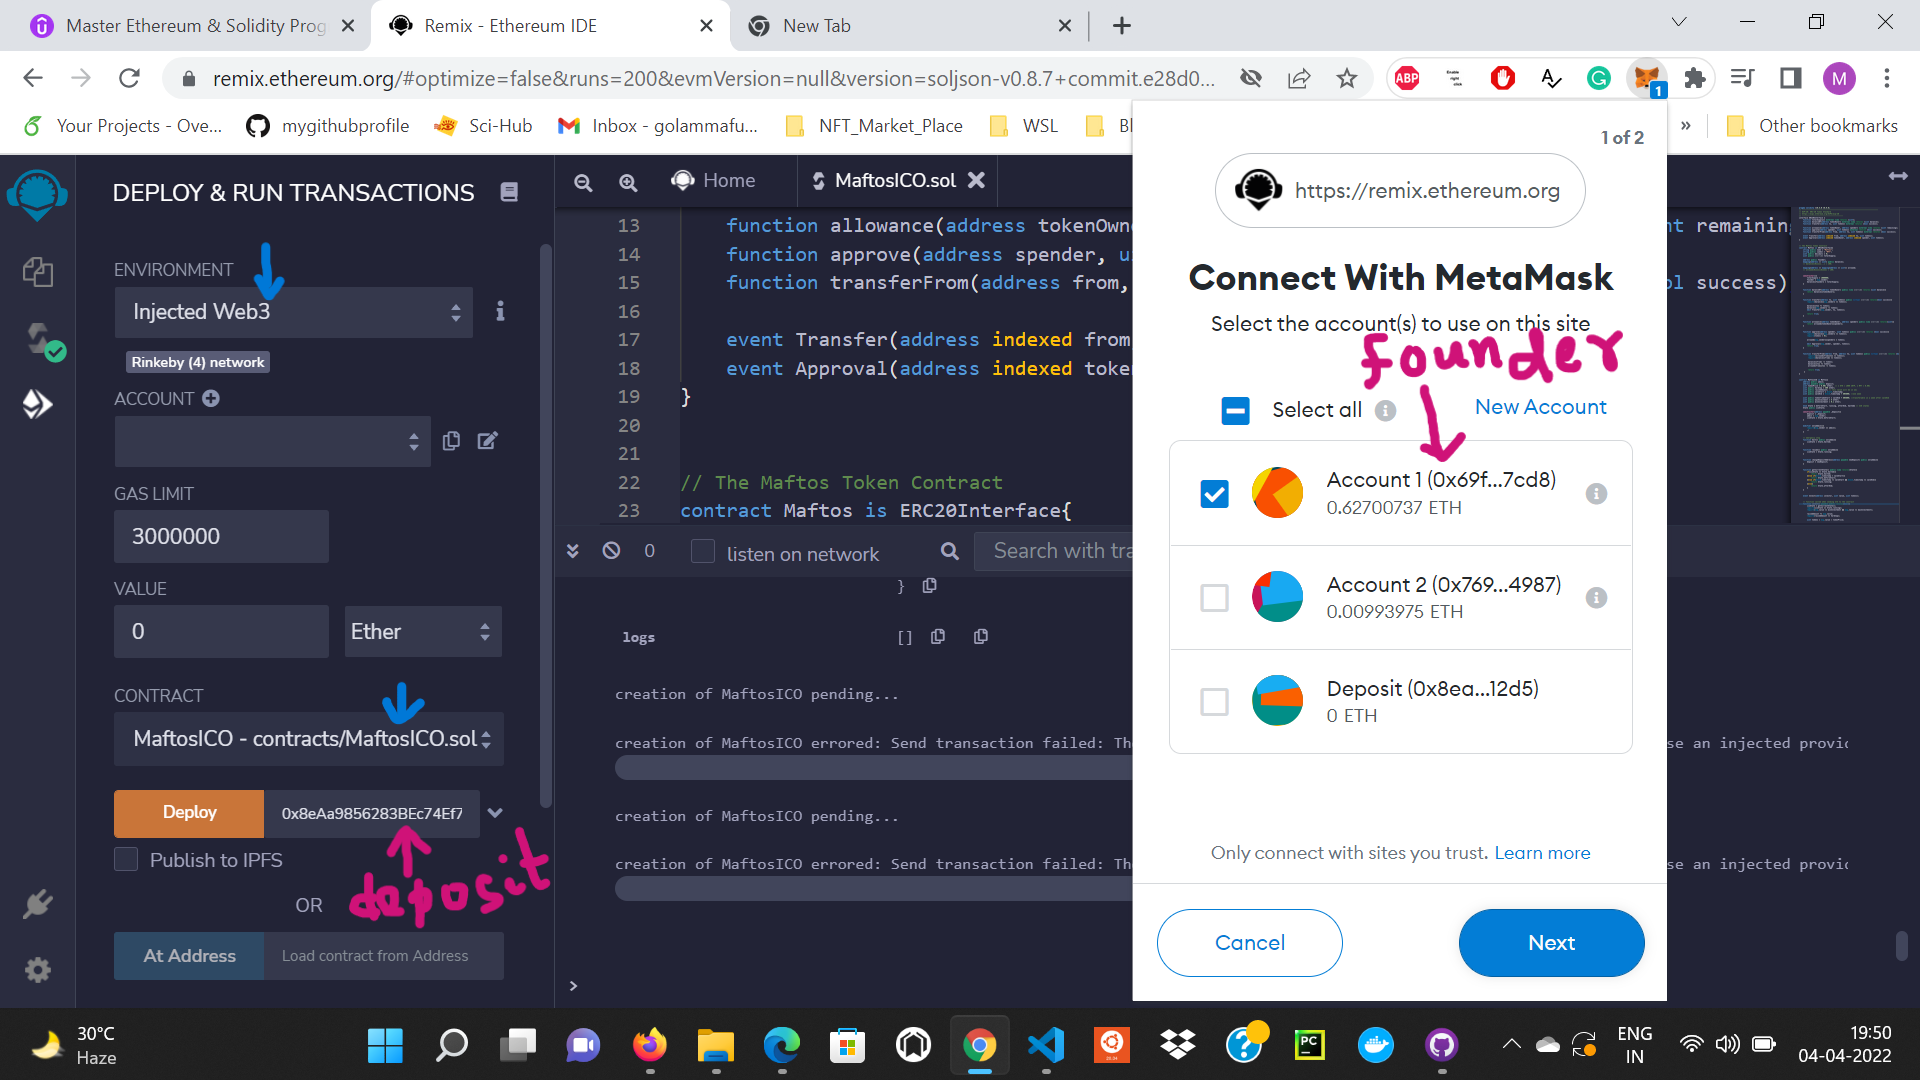 Master Ethereum & Solidity Prog
Remix - Ethereum IDE
New Tab
remix.ethereum.org/#optimize=false&runs=200&evmVersion=null&version=soljson-v0.8.7+commit.e28d0...
ABP
1
M
Your Projects - Ove...
mygithubprofile
Sci-Hub
Inbox - golammafu...
NFT_Market_Place
WSL
»
Other bookmarks
DEPLOY & RUN TRANSACTIONS
ENVIRONMENT
Injected Web3
Rinkeby (4) network
ACCOUNT
GAS LIMIT
3000000
VALUE
0
Ether
CONTRACT
MaftosICO - contracts/MaftosICO.sol
Deploy
0x8eAa9856283BEc74Ef7
Publish to IPFS
deposit
OR
At Address
Load contract from Address
Home
MaftosICO.sol
13 function allowance(address tokenOwn
nt remaining
14 function approve(address spender, u
15 function transferFrom(address from,
ol success)
16
17 event Transfer(address indexed from
18 event Approval(address indexed token
19 }
20
21
22 // The Maftos Token Contract
23 contract Maftos is ERC20Interface{
0
listen on network
Search with tra
}
logs
[]
creation of MaftosICO pending...
creation of MaftosICO errored: Send transaction failed: Th
se an injected provid
creation of MaftosICO pending...
creation of MaftosICO errored: Send transaction failed: Th
se an injected provid
>
1 of 2
https://remix.ethereum.org
Connect With MetaMask
Select the account(s) to use on this site
founder
Select all
New Account
Account 1 (0x69f...7cd8)
0.62700737 ETH
Account 2 (0x769...4987)
0.00993975 ETH
Deposit (0x8ea...12d5)
0 ETH
Only connect with sites you trust. Learn more
Cancel
Next
30°C
Haze
PC
ENG
IN
19:50
04-04-2022